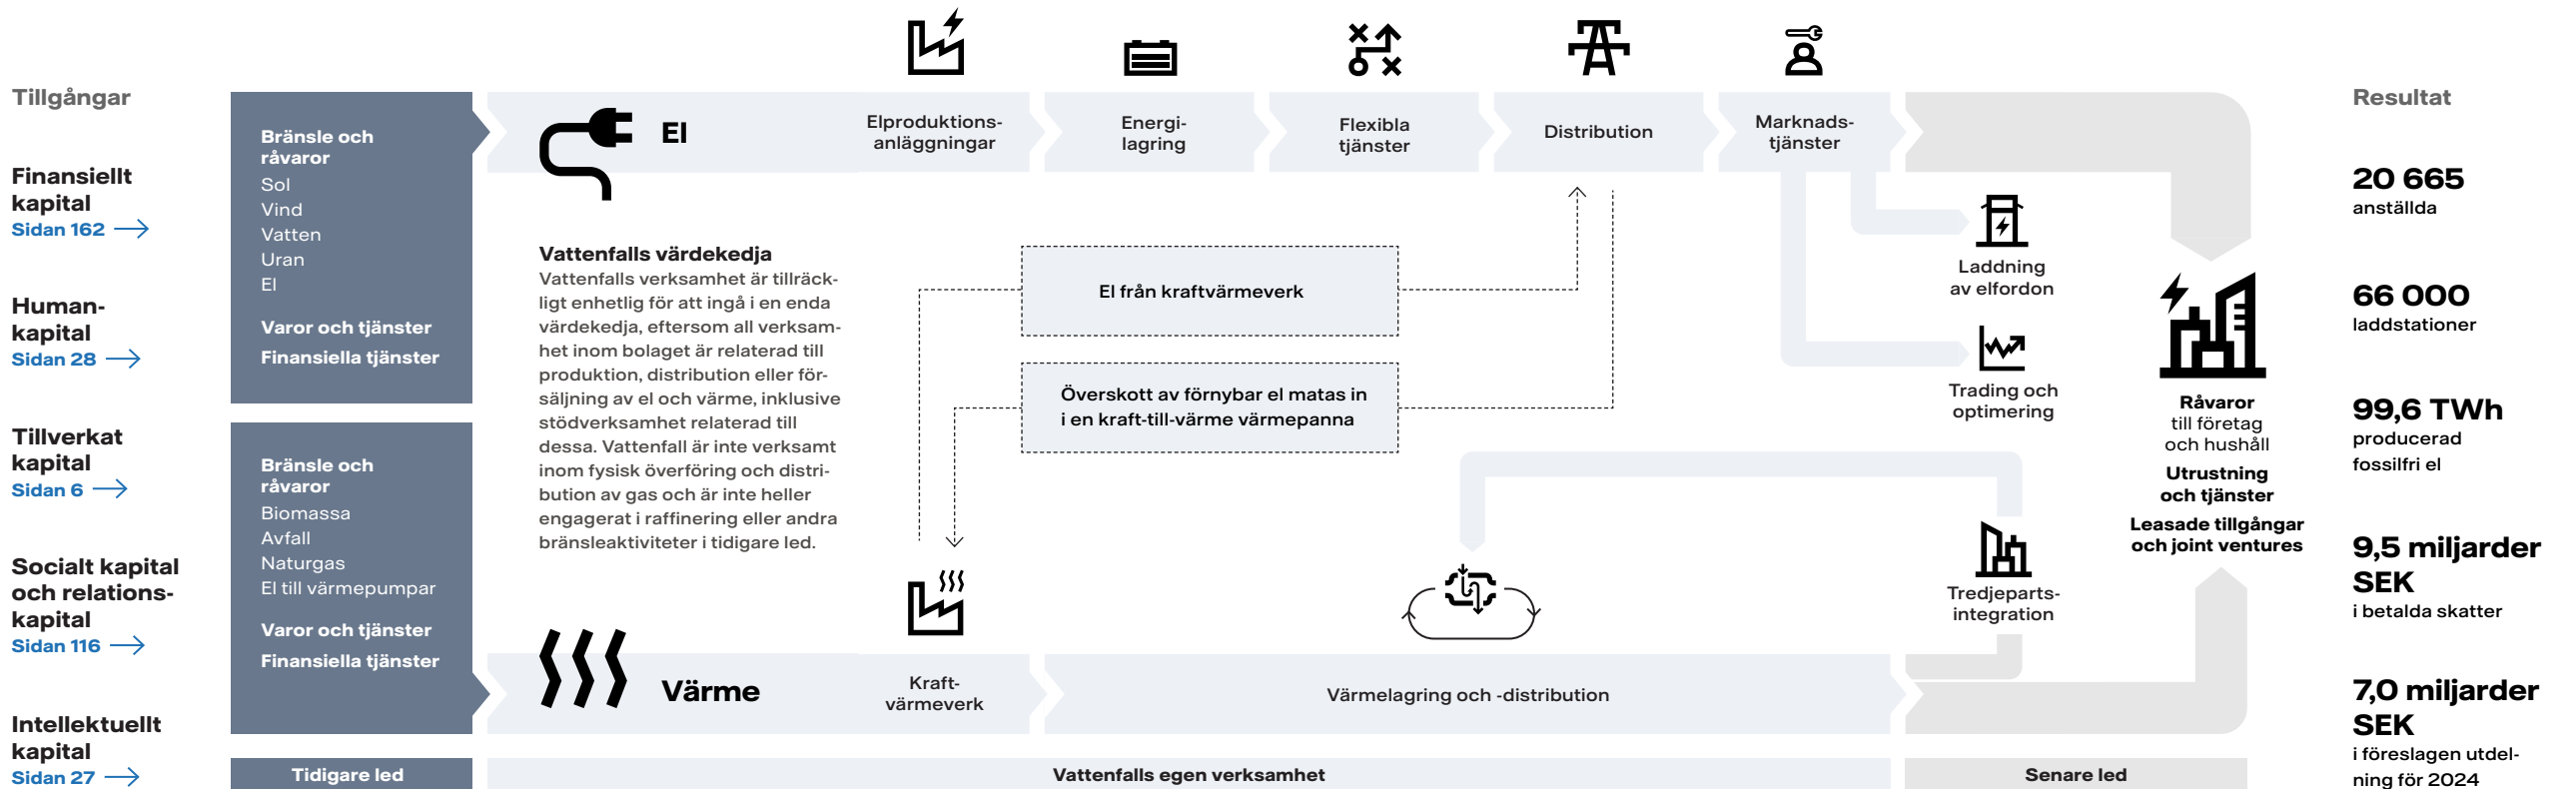 Tillgångar
Finansiellt
kapital
Sidan 162
Human-
kapital
Sidan 28
Tillverkat
kapital
Sidan 6
Socialt kapital
och relations-
kapital
Sidan 116
Intellektuellt
kapital
Sidan 27
Bränsle och
råvaror
Sol
Vind
Vatten
Uran
El
Varor och tjänster
Finansiella tjänster
Bränsle och
råvaror
Biomassa
Avfall
Naturgas
El till värmepumpar
Varor och tjänster
Finansiella tjänster
Tidigare led
El
Elproduktions-
anläggningar
Energi-
lagring
Flexibla
tjänster
Distribution
Marknads-
tjänster
Vattenfalls värdekedja
Vattenfalls verksamhet är tillräck-
ligt enhetlig för att ingå i en enda
värdekedja, eftersom all verksam-
het inom bolaget är relaterad till
produktion, distribution eller för-
säljning av el och värme, inklusive
stödverksamhet relaterad till
dessa. Vattenfall är inte verksamt
inom fysisk överföring och distri-
bution av gas och är inte heller
engagerat i raffinering eller andra
bränsleaktiviteter i tidigare led.
El från kraftvärmeverk
Överskott av förnybar el matas in
i en kraft-till-värme värmepanna
Laddning
av elfordon
Trading och
optimering
Tredjeparts-
integration
Värme
Kraft-
värmeverk
Värmelagring och -distribution
Vattenfalls egen verksamhet
Råvaror
till företag
och hushåll
Utrustning
och tjänster
Leasade tillgångar
och joint ventures
Senare led
Resultat
20 665
anställda
66 000
laddstationer
99,6 TWh
producerad
fossilfri el
9,5 miljarder
SEK
i betalda skatter
7,0 miljarder
SEK
i föreslagen utdel-
ning för 2024